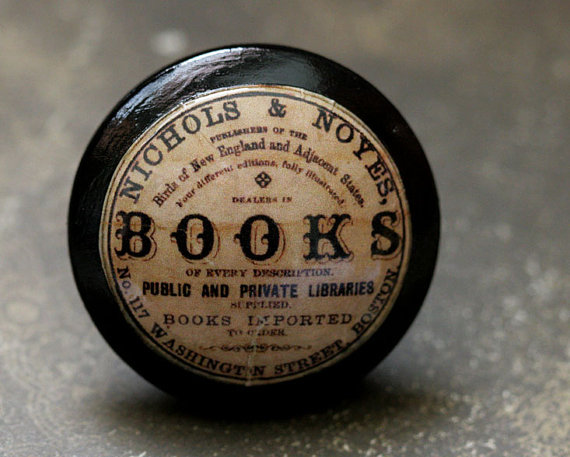 NICHOLS & NOYES,
PUBLISHERS OF THE
Birds of New England and Adjacent States.
Four different editions, fully illustrated.
DEALERS IN
BOOKS
OF EVERY DESCRIPTION.
PUBLIC AND PRIVATE LIBRARIES
SUPPLIED.
BOOKS IMPORTED
TO ORDER.
No. 117 WASHINGTON STREET, BOSTON.